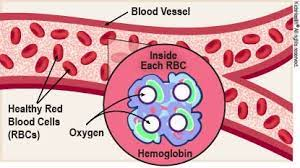 Blood Vessel
Inside
Each RBC
Healthy Red
Blood Cells
(RBCs)
Oxygen
Hemoglobin